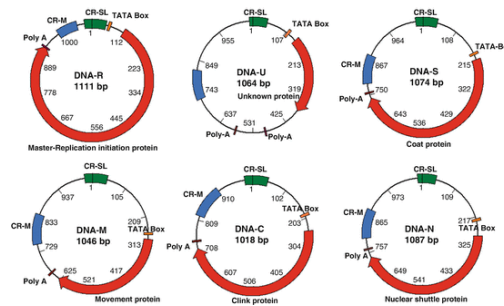 CR-SL
CR-M
TATA Box
Poly A
1000
1
112
889
223
DNA-R
1111 bp
778
334
667
556
445
Master-Replication initiation protein
CR-SL
955
1
107
849
213
DNA-U
1064 bp
743
319
Unknown protein
637
531
425
Poly-A
Poly-A
CR-SL
964
1
108
TATA-B
CR-M
867
215
DNA-S
1074 bp
Poly-A
750
322
643
536
429
Coat protein
CR-SL
937
1
105
CR-M
833
209
TATA Box
DNA-M
1046 bp
729
313
Poly A
625
521
417
Movement protein
CR-SL
CR-M
910
1
102
TATA Box
809
203
DNA-C
1018 bp
Poly A
708
304
607
506
405
Clink protein
CR-SL
973
1
109
CR-M
865
217
TATA Box
DNA-N
1087 bp
Poly A
757
325
649
541
433
Nuclear shuttle protein